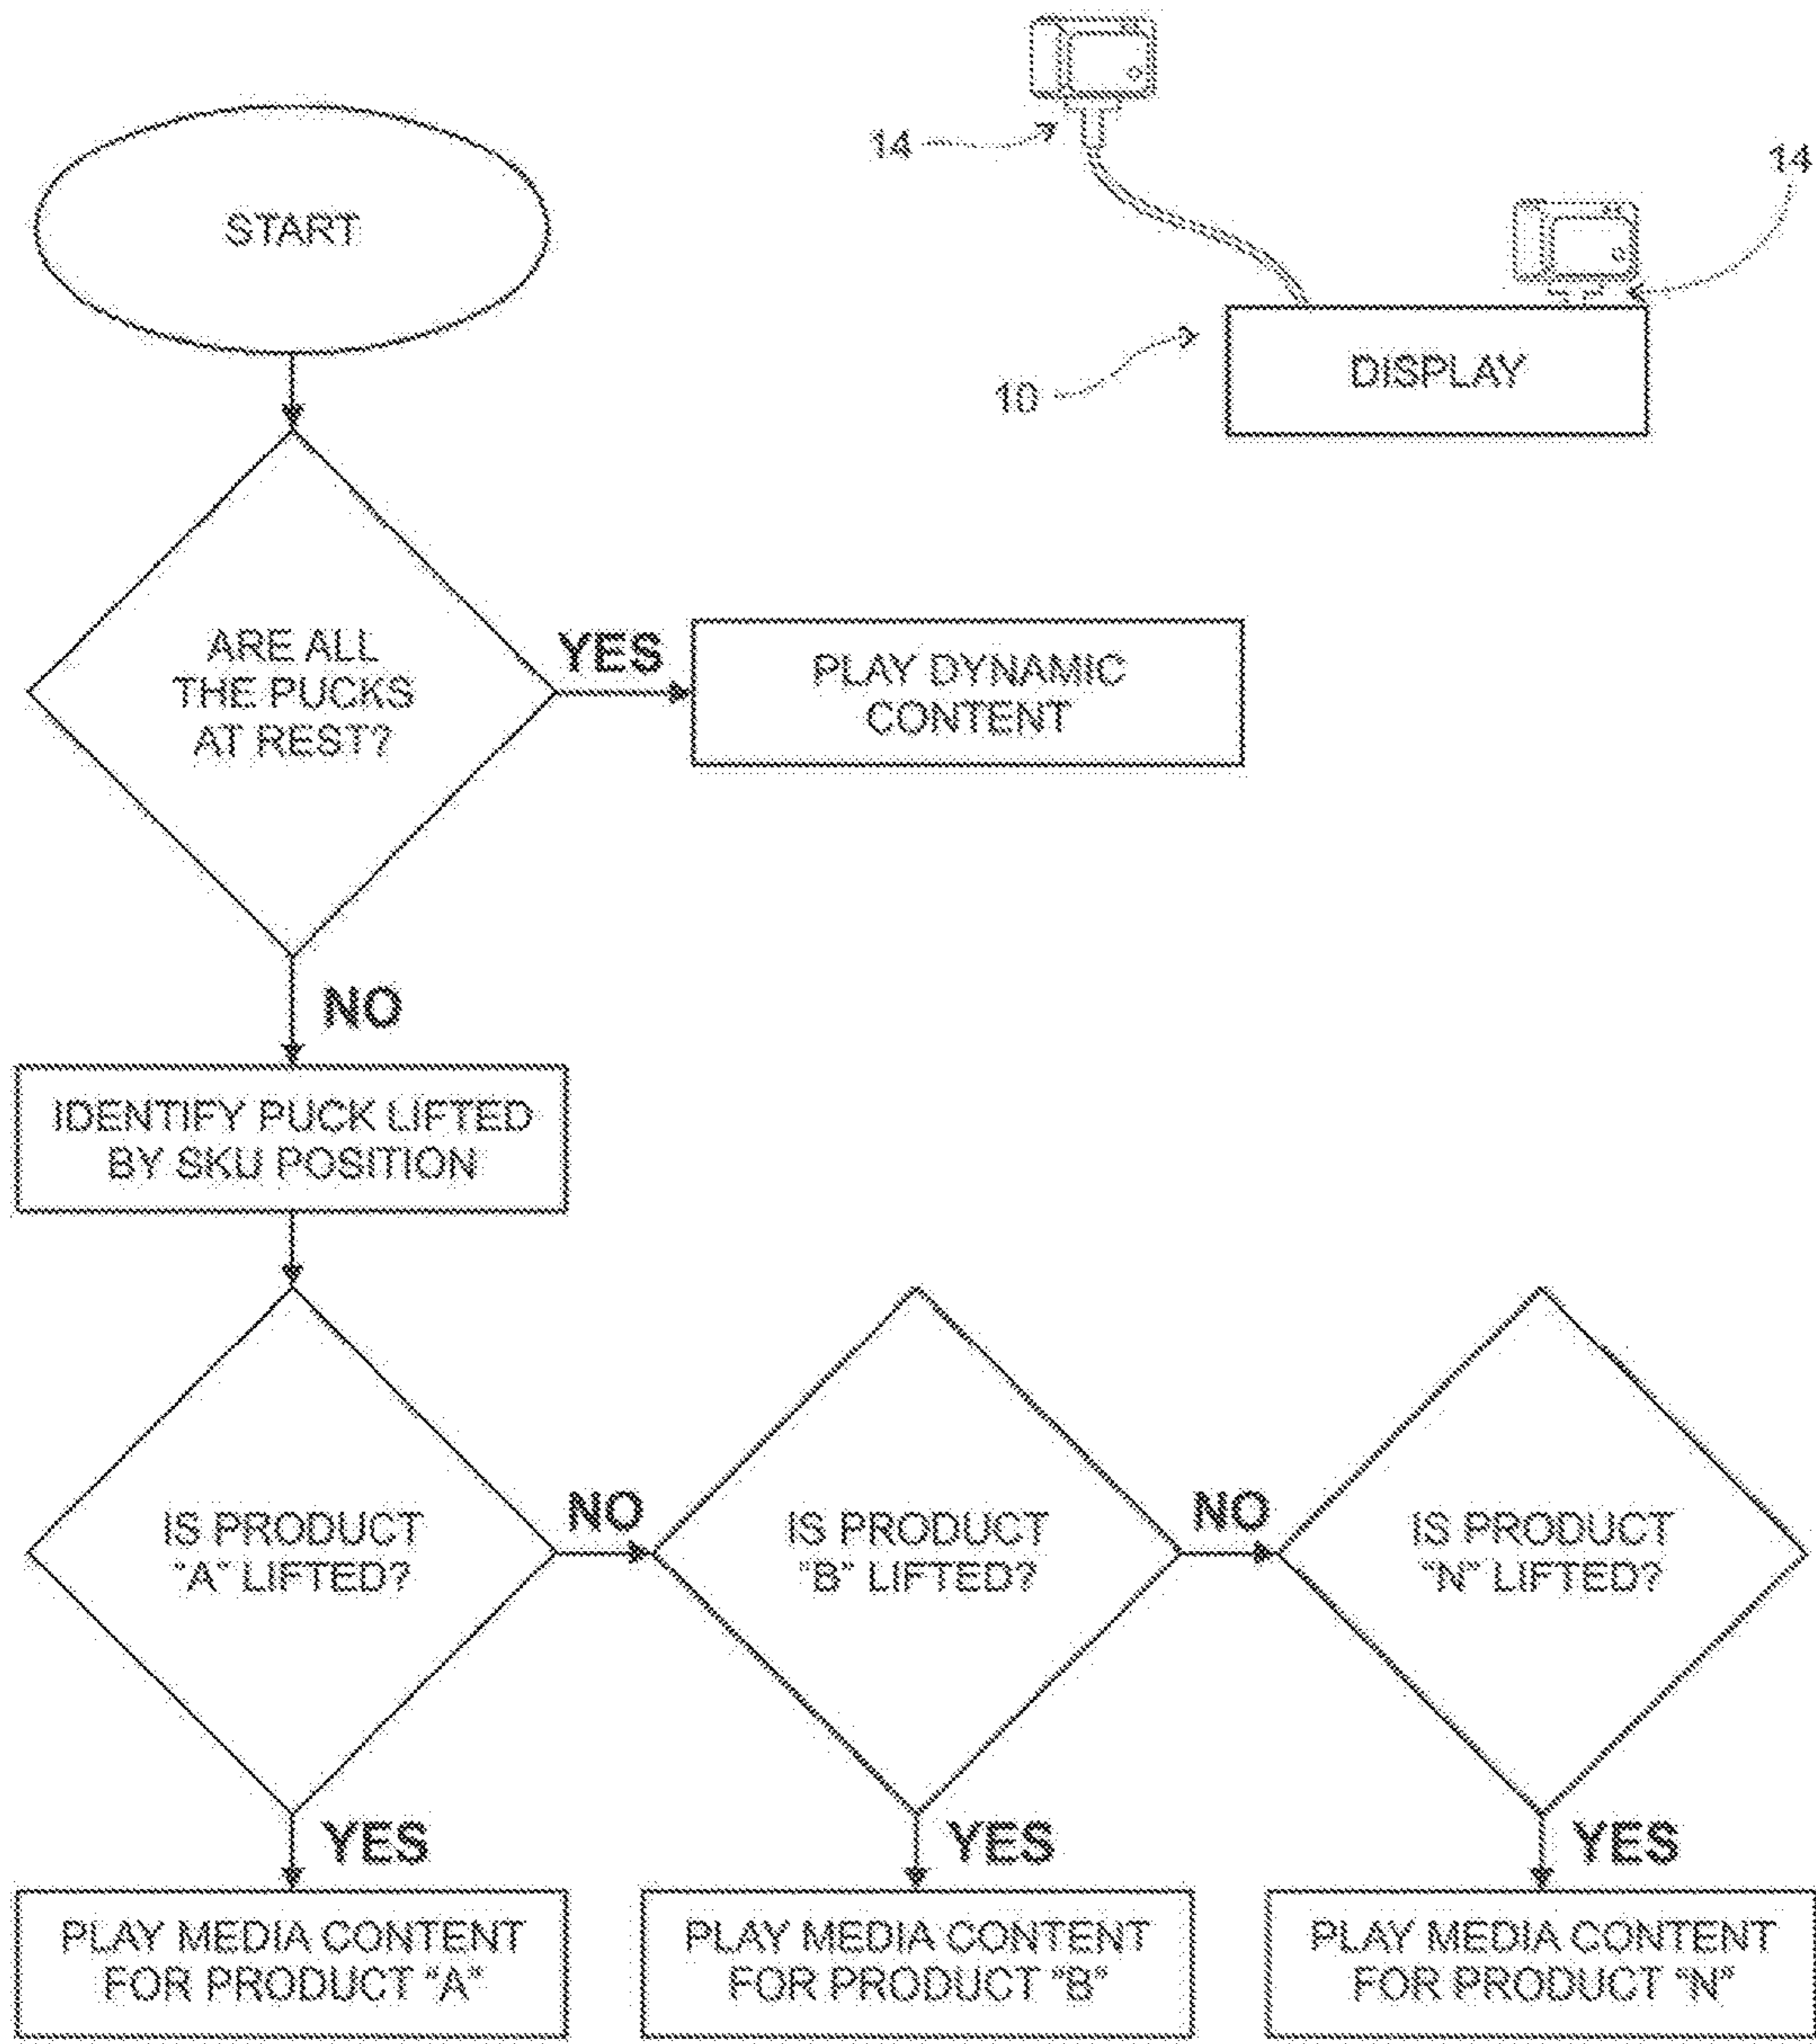 START
14
14
10
DISPLAY
ARE ALL
THE PUCKS
AT REST?
YES
PLAY DYNAMIC
CONTENT
NO
IDENTIFY PUCK LIFTED
BY SKU POSITION
IS PRODUCT
"A" LIFTED?
NO
IS PRODUCT
"B" LIFTED?
NO
IS PRODUCT
"N" LIFTED?
YES
YES
YES
PLAY MEDIA CONTENT
FOR PRODUCT "A"
PLAY MEDIA CONTENT
FOR PRODUCT "B"
PLAY MEDIA CONTENT
FOR PRODUCT "N"